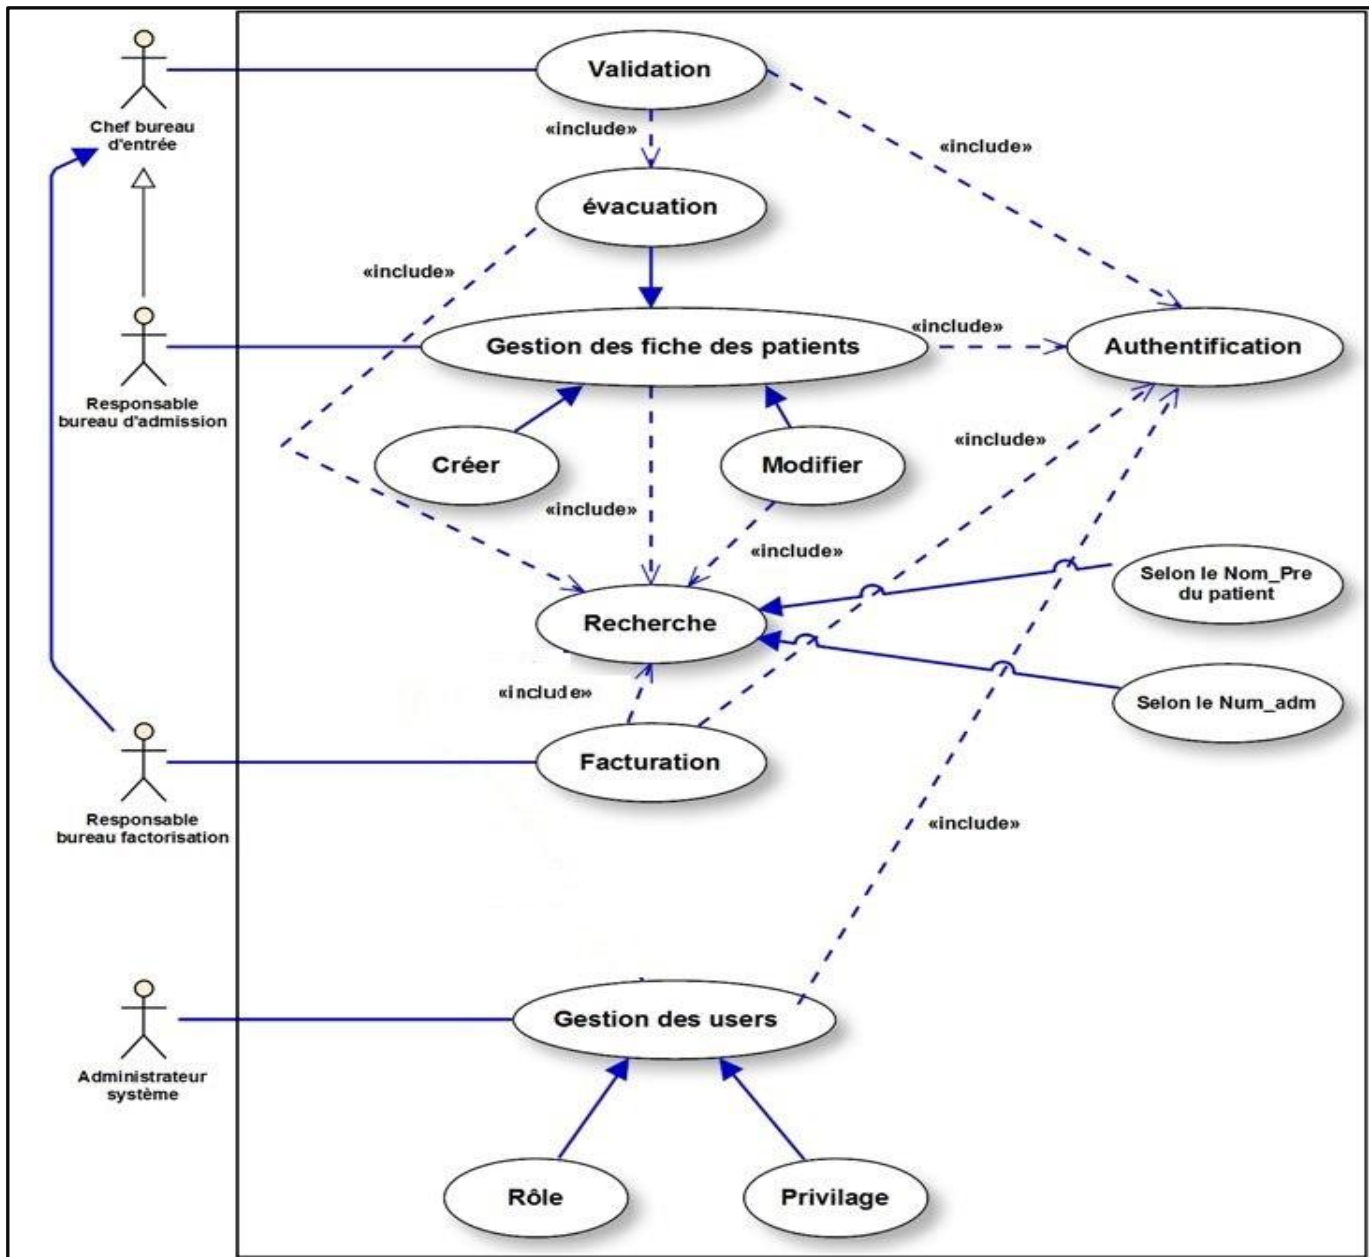 Validation
Chef bureau
d'entrée
«include»
«include»
évacuation
«include»
«include»
Gestion des fiche des patients
Authentification
Responsable
bureau d'admission
«include»
Créer
Modifier
«include»
«include»
Selon le Nom_Pre
du patient
Recherche
«include»
Selon le Num_adm
Facturation
Responsable
bureau factorisation
«include»
Gestion des users
Administrateur
système
Rôle
Privilage